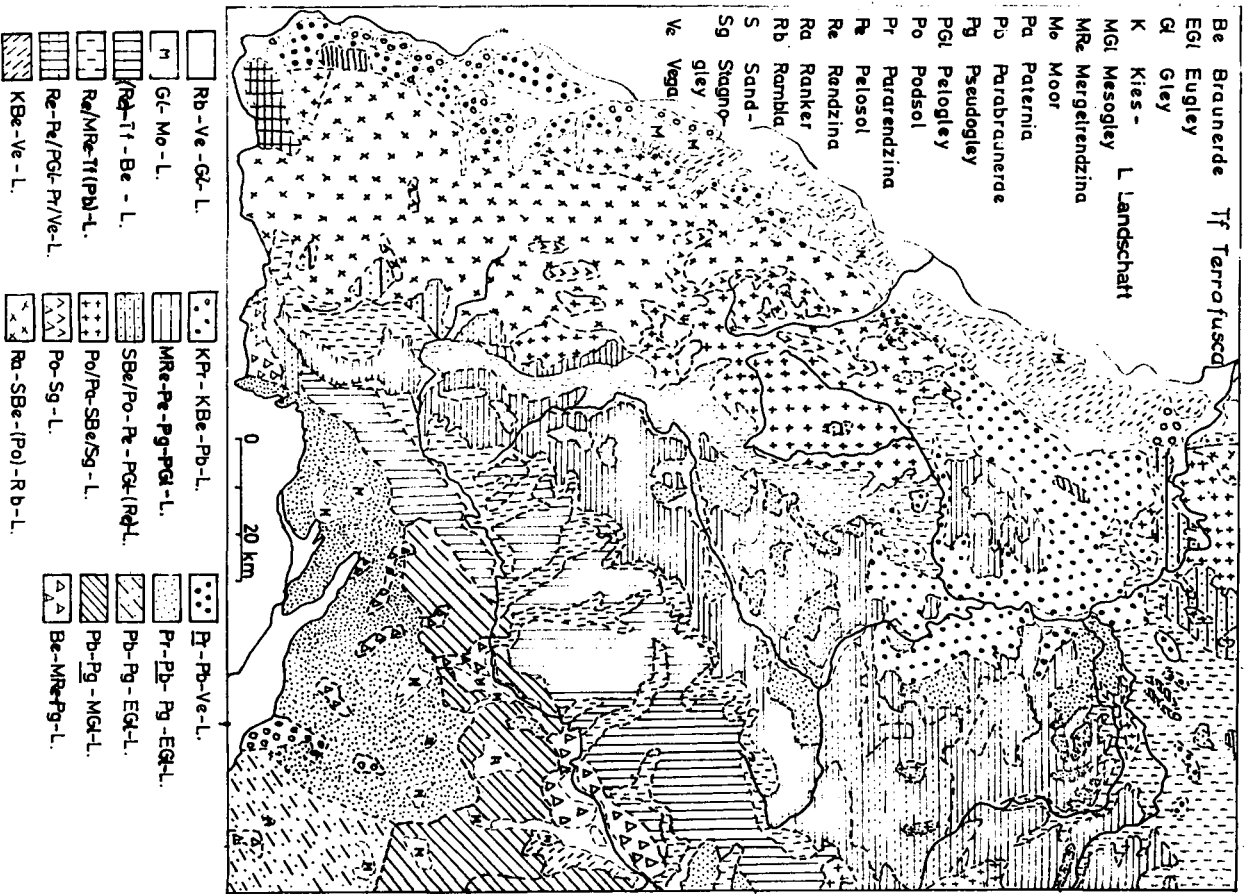 Be Braunerde Tf Terrafusca
EGl Eugley
Gl Gley
K Kies-
L Landschaft
MGl Mesogley
MRe Mergelrendzina
Mo Moor
Pa Paternia
Pb Parabraunerde
Pg Pseudogley
PGl Pelogley
Po Podsol
Pr Pararendzina
Pe Pelosol
Re Rendzina
Ra Ranker
Rb Rambla
S Sand-
Sg Stagno-
gley
Ve Vega
0 20 km
Rb-Ve-Gl-L.
M Gl-Mo-L.
(Re)-Tf-Be-L.
Re/MRe-Tf(Pb)-L.
Re-Pe/PGl-Pr/Ve-L.
KBe-Ve-L.
KPr-KBe-Pb-L.
MRe-Pe-Pg-PGl-L.
SBe/Po-Pe-PGl-(Re)-L.
Po/Pa-SBe/Sg-L.
Po-Sg-L.
Ra-SBe-(Po)-Rb-L.
Pr-Pb-Ve-L.
Pr-Pb-Pg-EGl-L.
Pb-Pg-EGl-L.
Pb-Pg-MGl-L.
Be-MRe-Pg-L.